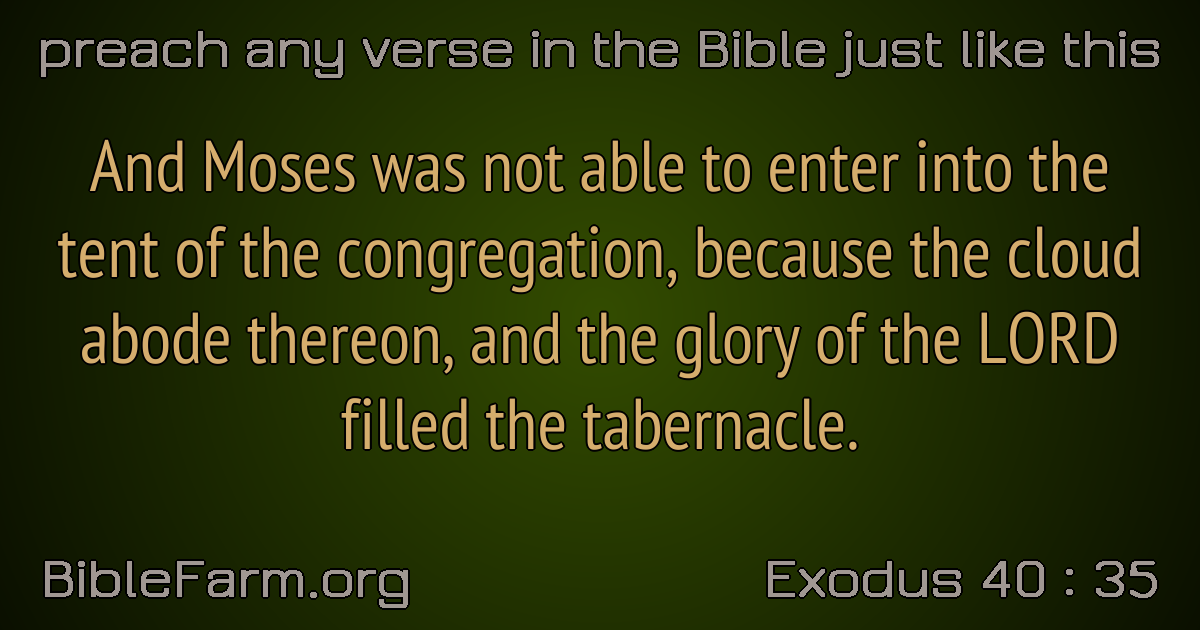 preach any verse in the Bible just like this
And Moses was not able to enter into the
tent of the congregation, because the cloud
abode thereon, and the glory of the LORD
filled the tabernacle.
BibleFarm.org
Exodus 40 : 35